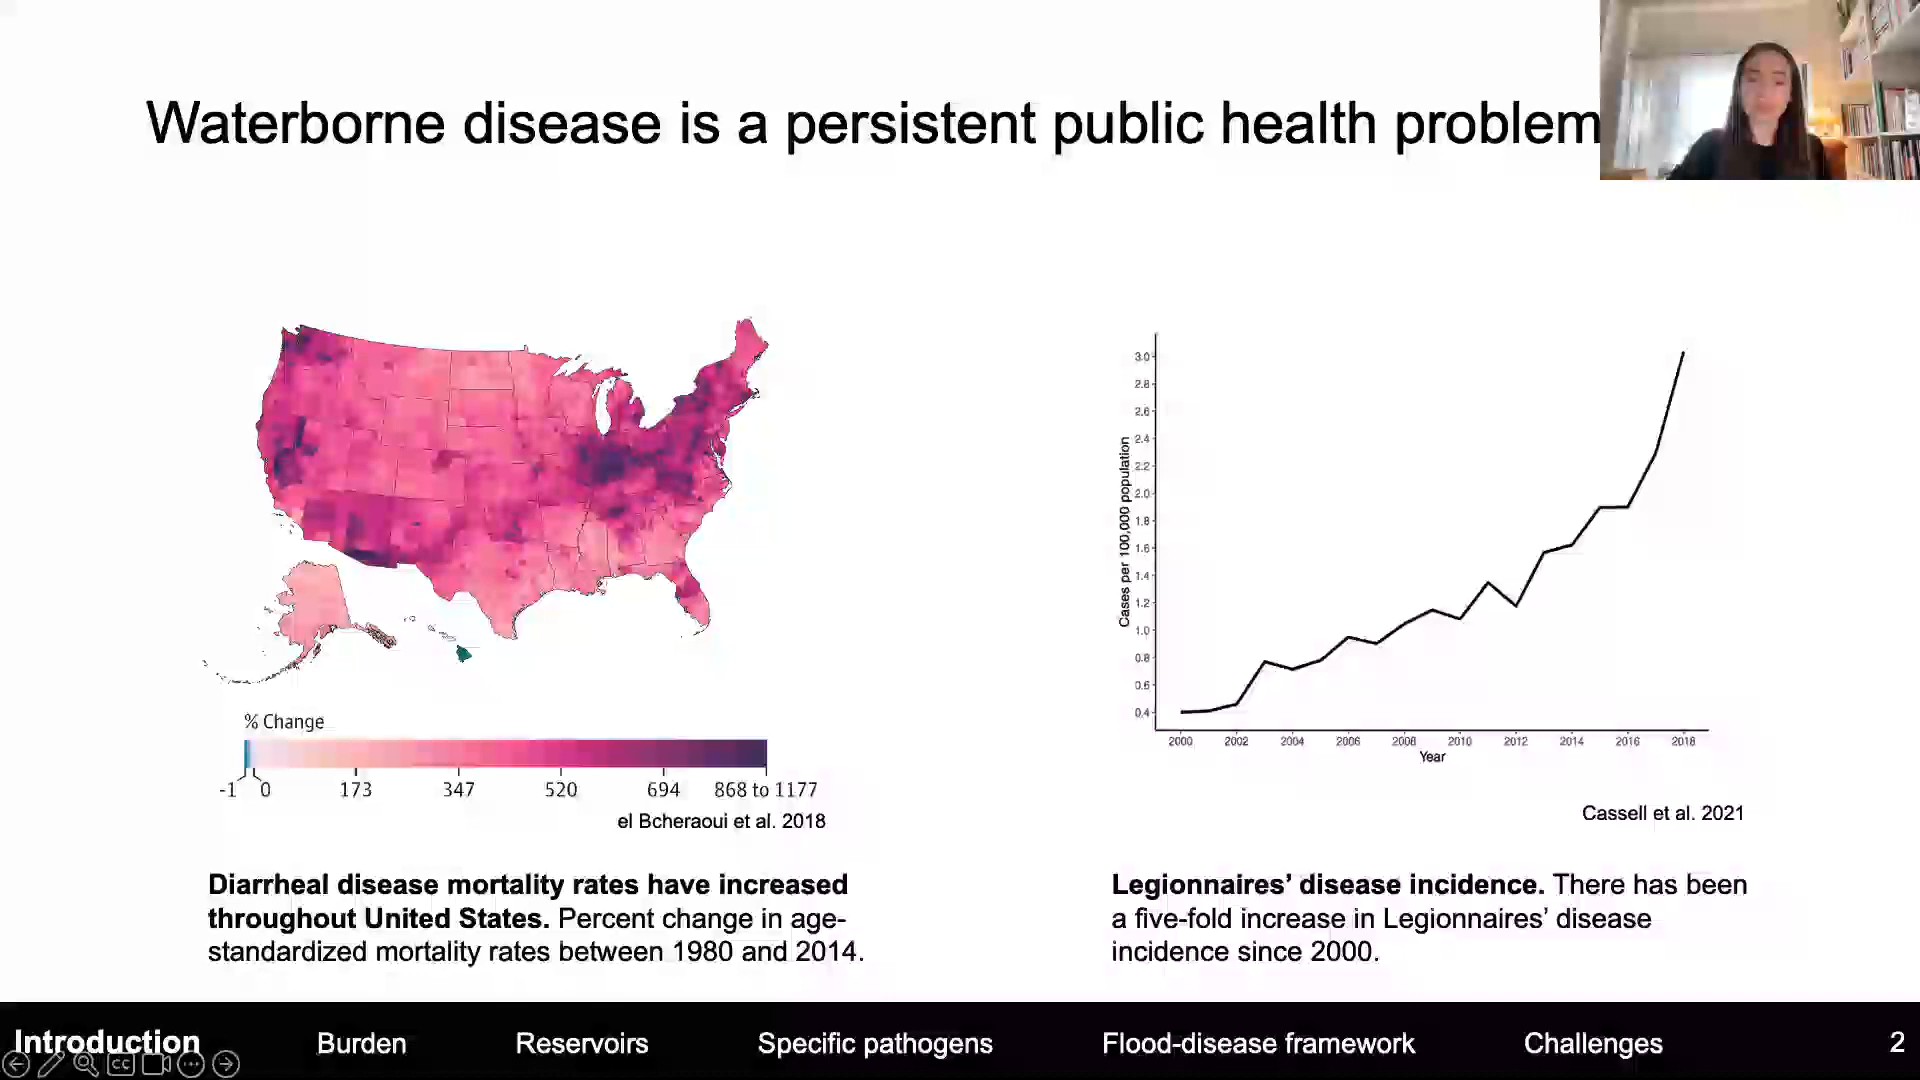 Waterborne disease is a persistent public health problem
% Change
-1 0 173 347 520 694 868 to 1177
el Bcheraoui et al. 2018
Diarrheal disease mortality rates have increased
throughout United States. Percent change in age-
standardized mortality rates between 1980 and 2014.
3.0
2.8
2.6
2.4
2.2
2.0
1.8
1.6
1.4
1.2
1.0
0.8
0.6
0.4
Cases per 100,000 population
2000 2002 2004 2006 2008 2010 2012 2014 2016 2018
Year
Cassell et al. 2021
Legionnaires’ disease incidence. There has been
a five-fold increase in Legionnaires’ disease
incidence since 2000.
Introduction Burden Reservoirs Specific pathogens Flood-disease framework Challenges 2
CC